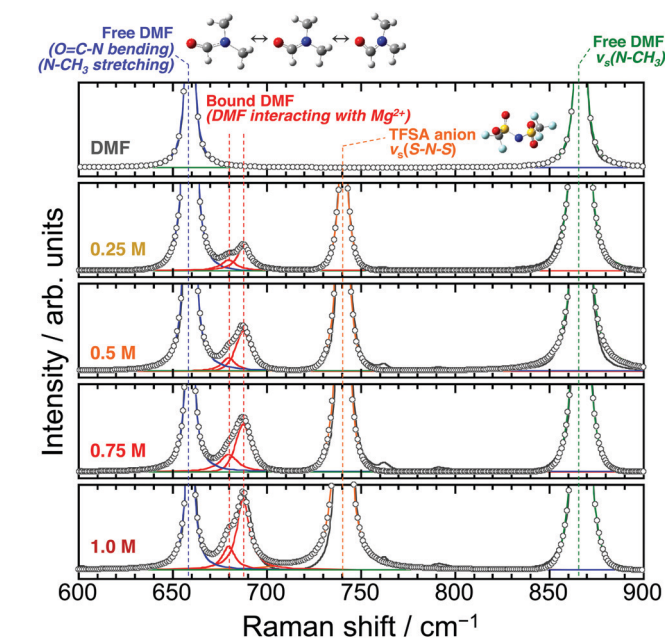 Free DMF
(O=C-N bending)
(N-CH₃ stretching)
Free DMF
νs(N-CH₃)
Bound DMF
(DMF interacting with Mg²⁺)
TFSA anion
νs(S-N-S)
DMF
0.25 M
0.5 M
0.75 M
1.0 M
Intensity / arb. units
600 650 700 750 800 850 900
Raman shift / cm⁻¹